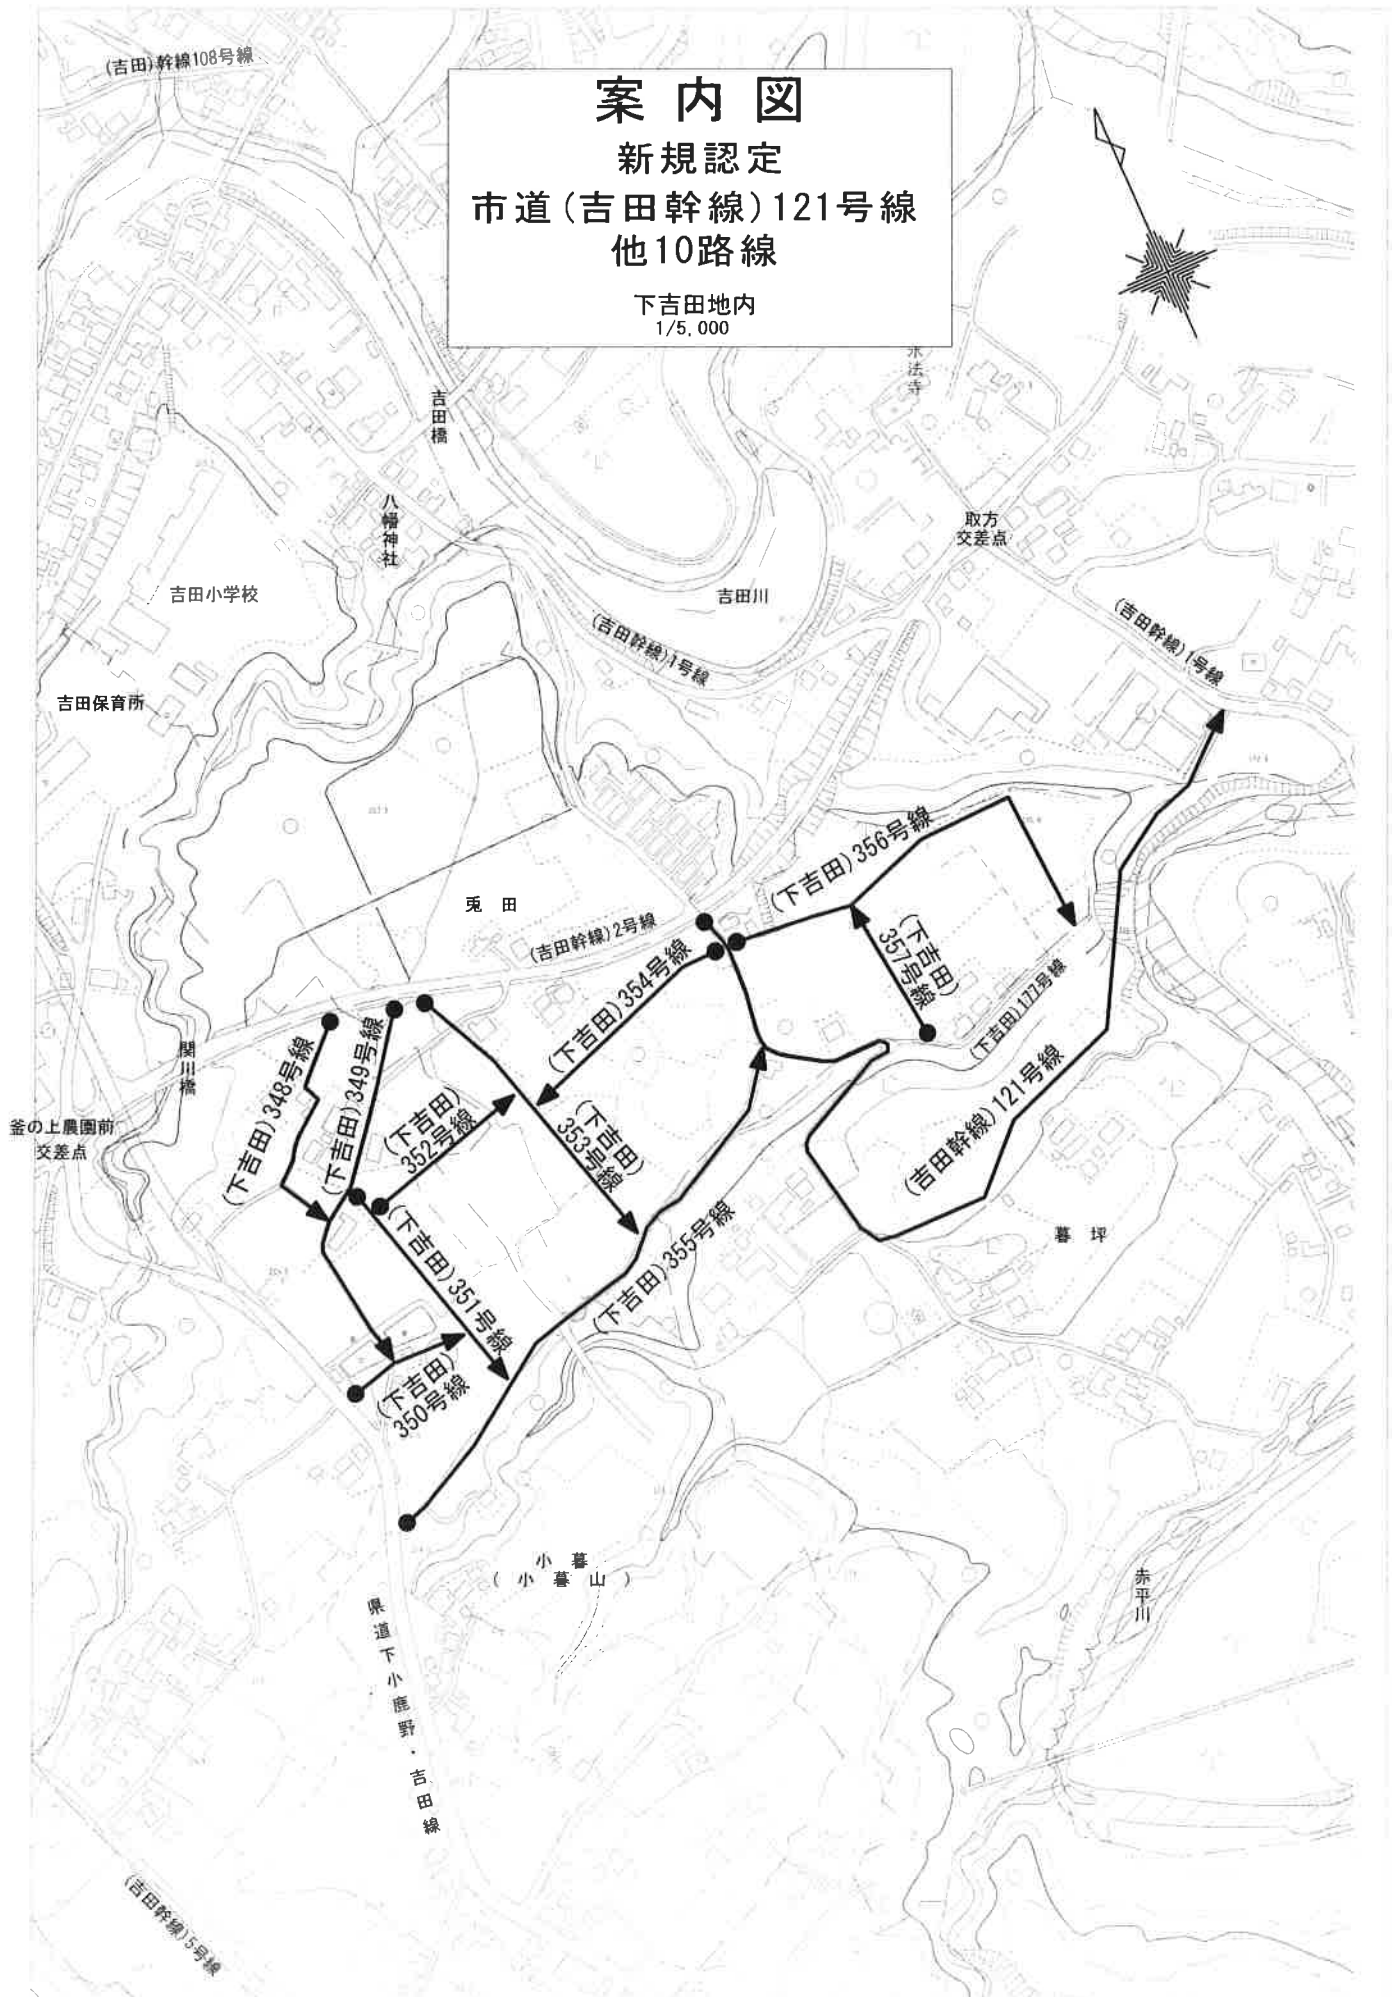 (吉田)幹線108号線
案内図
新規認定
市道(吉田幹線)121号線
他10路線
下吉田地内
1/5,000
永法寺
吉田橋
八幡神社
取方
交差点
吉田小学校
吉田川
(吉田幹線)1号線
(吉田幹線)1号線
吉田保育所
(下吉田)356号線
兎田
(吉田幹線)2号線
(下吉田)
357号線
(下吉田)354号線
(下吉田)177号線
関川橋
(下吉田)348号線
(下吉田)349号線
(下吉田)
352号線
(下吉田)
353号線
(吉田幹線)121号線
釜の上農園前
交差点
(下吉田)351号線
(下吉田)355号線
暮坪
(下吉田)
350号線
小暮
(小暮山)
赤平川
県道下小鹿野・吉田線
(吉田幹線)5号線